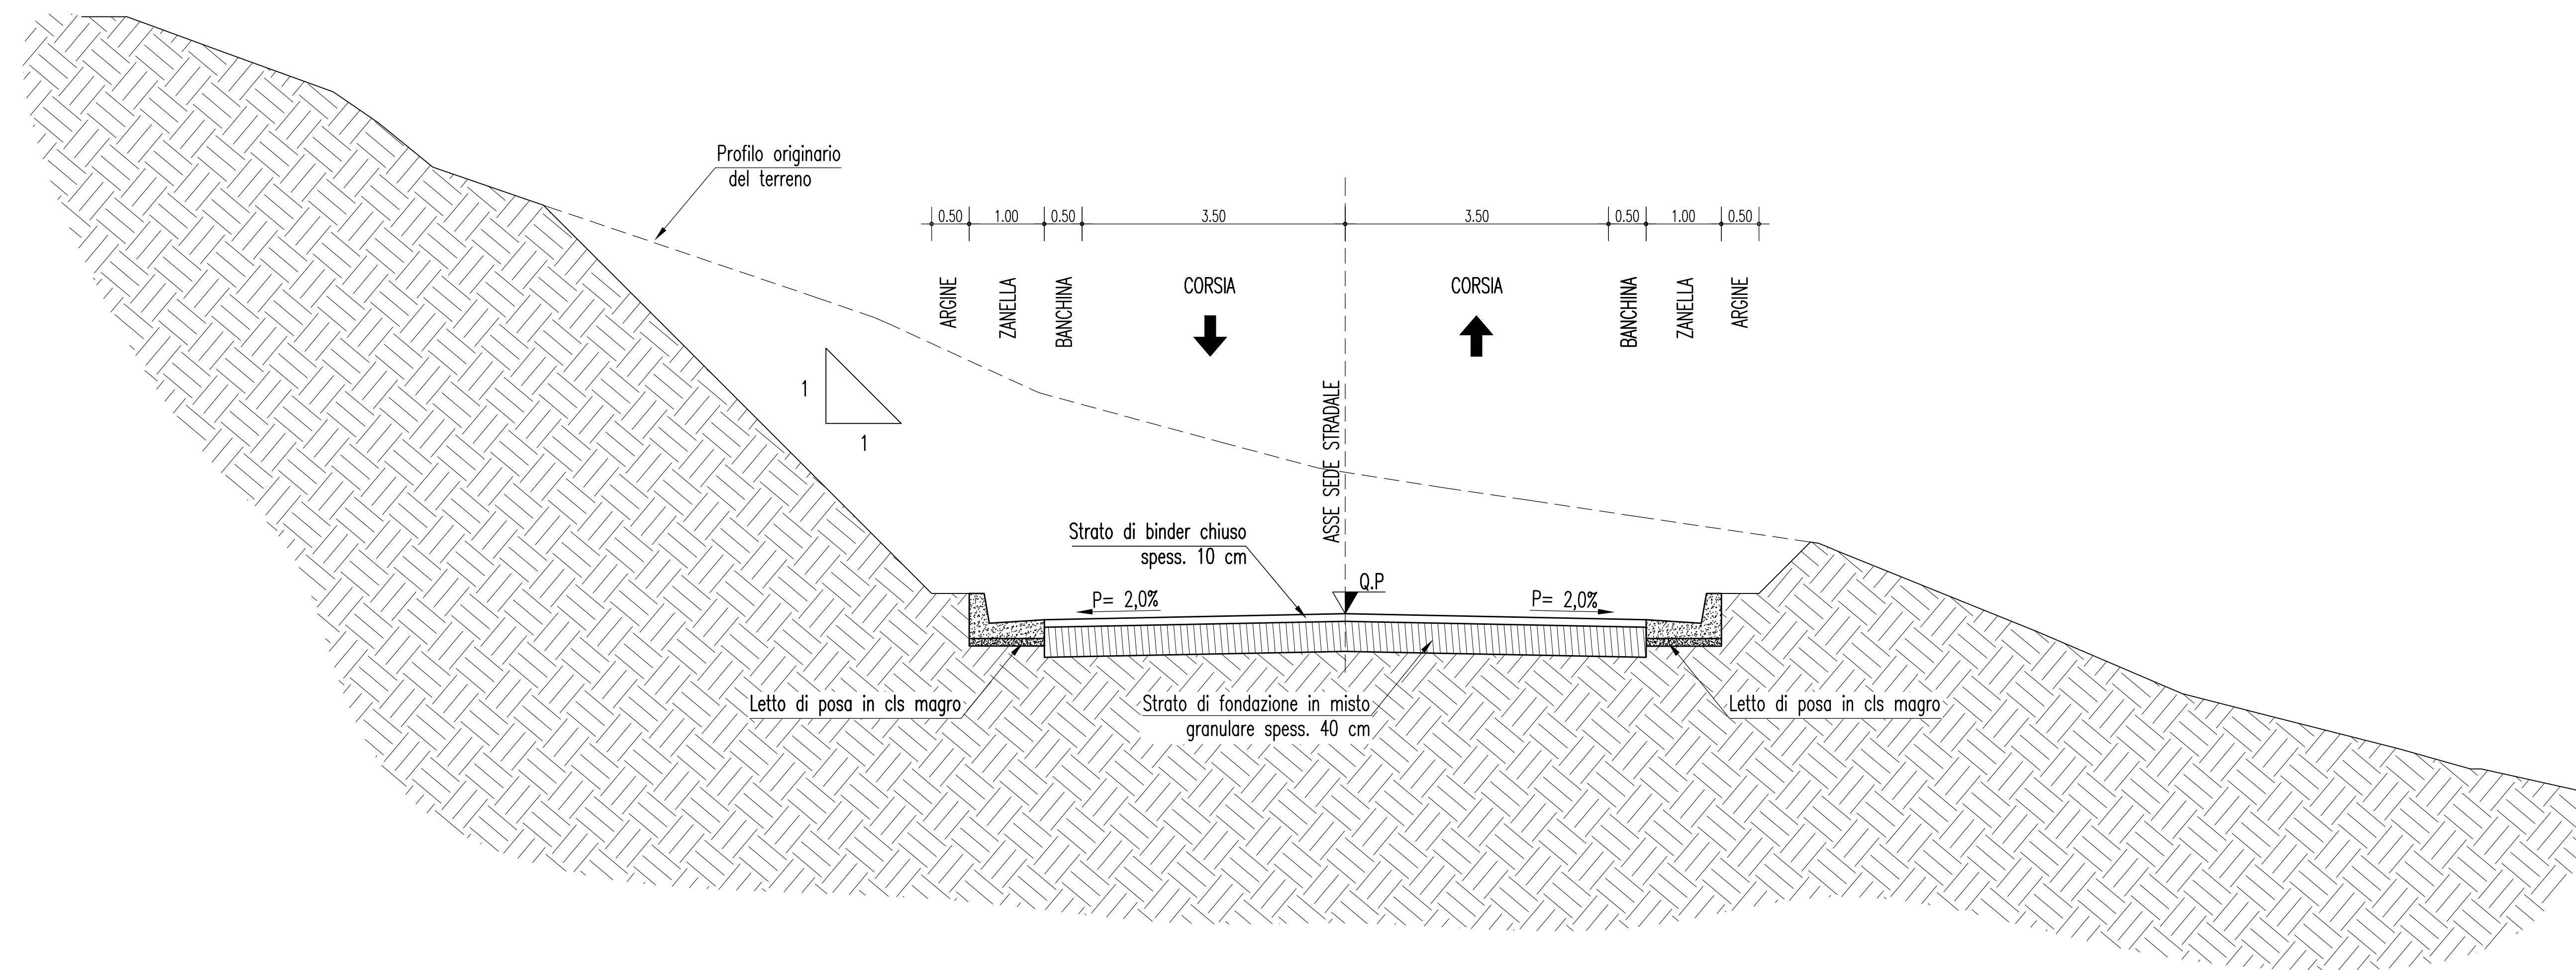 Profilo originario
del terreno
0.50 1.00 0.50 3.50 3.50 0.50 1.00 0.50
ARGINE
ZANELLA
BANCHINA
CORSIA
CORSIA
BANCHINA
ZANELLA
ARGINE
1
1
ASSE SEDE STRADALE
Strato di binder chiuso
spess. 10 cm
Q.P
P= 2,0%
P= 2,0%
Letto di posa in cls magro
Strato di fondazione in misto
granulare spess. 40 cm
Letto di posa in cls magro